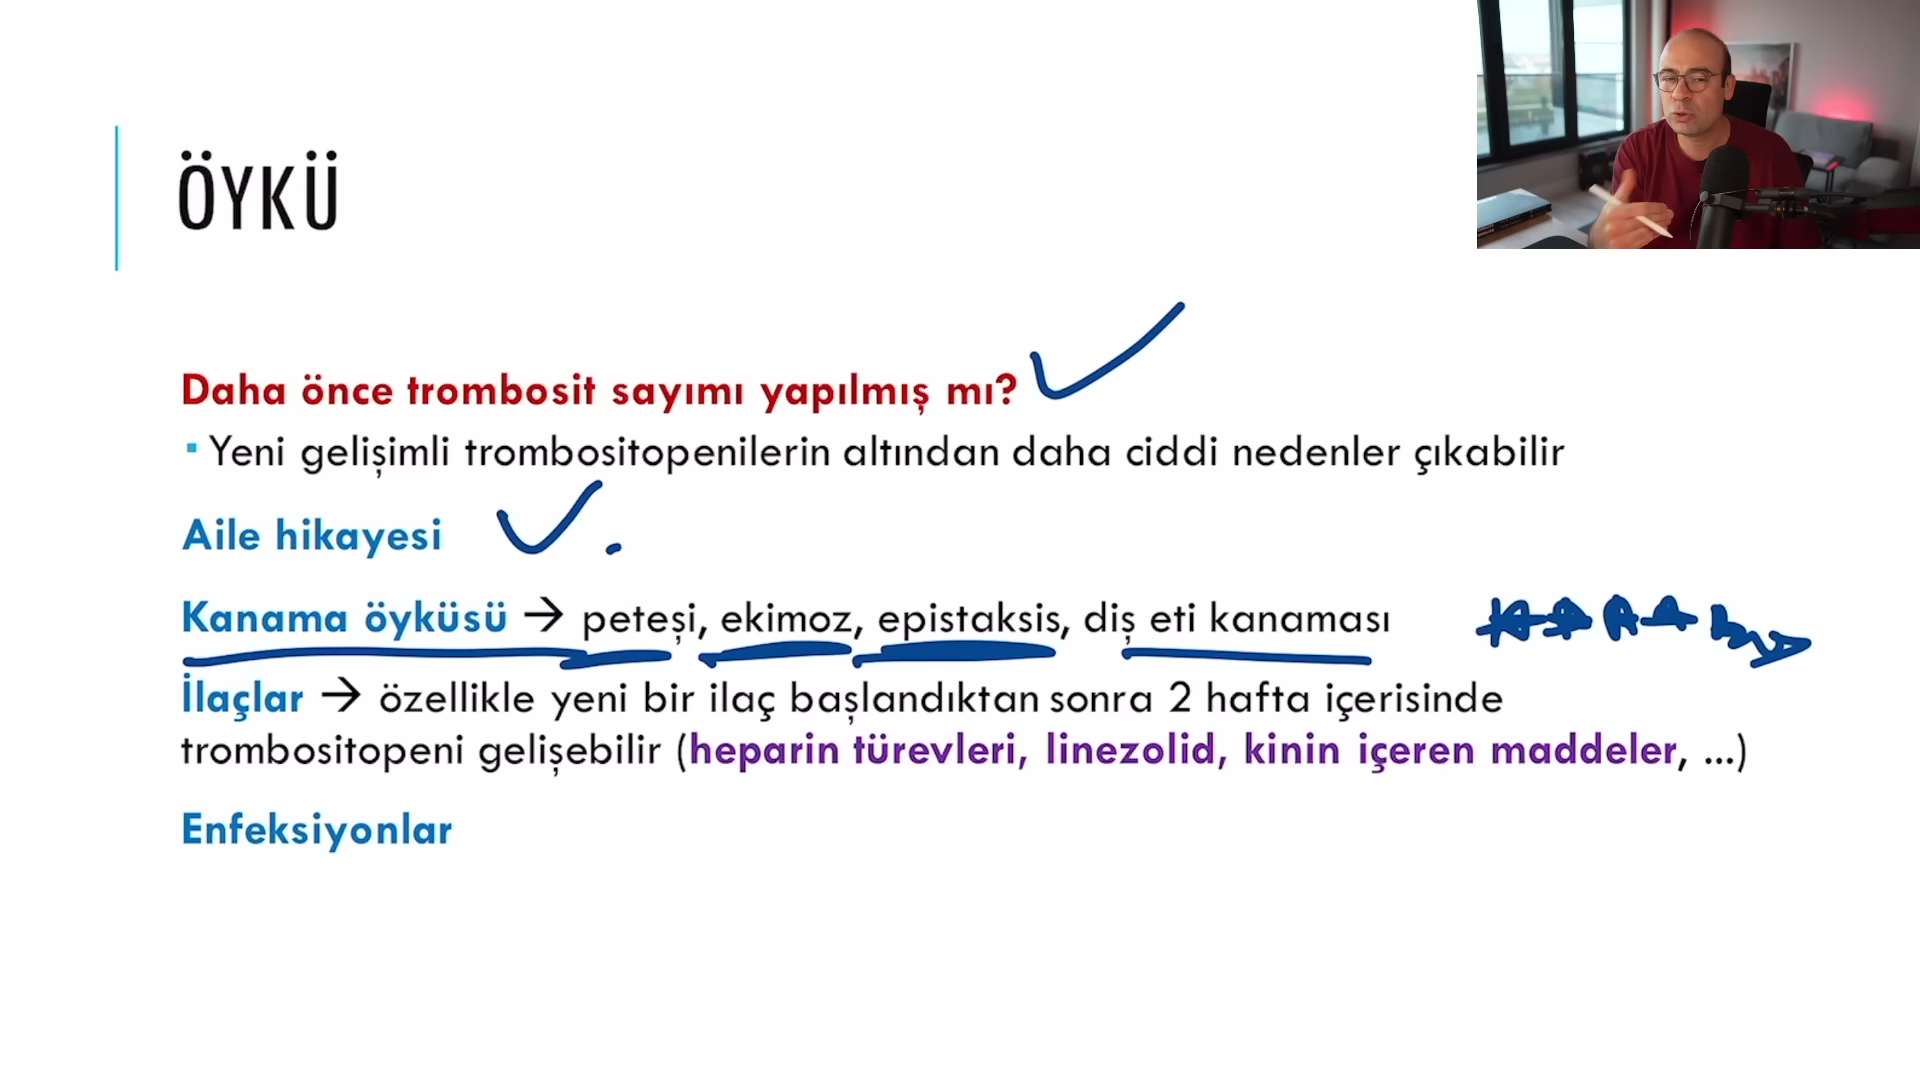 ÖYKÜ
Daha önce trombosit sayımı yapılmış mı?
▪ Yeni gelişimli trombositopenilerin altından daha ciddi nedenler çıkabilir
Aile hikayesi
Kanama öyküsü → peteşi, ekimoz, epistaksis, diş eti kanaması
İlaçlar → özellikle yeni bir ilaç başlandıktan sonra 2 hafta içerisinde
trombositopeni gelişebilir (heparin türevleri, linezolid, kinin içeren maddeler, ...)
Enfeksiyonlar